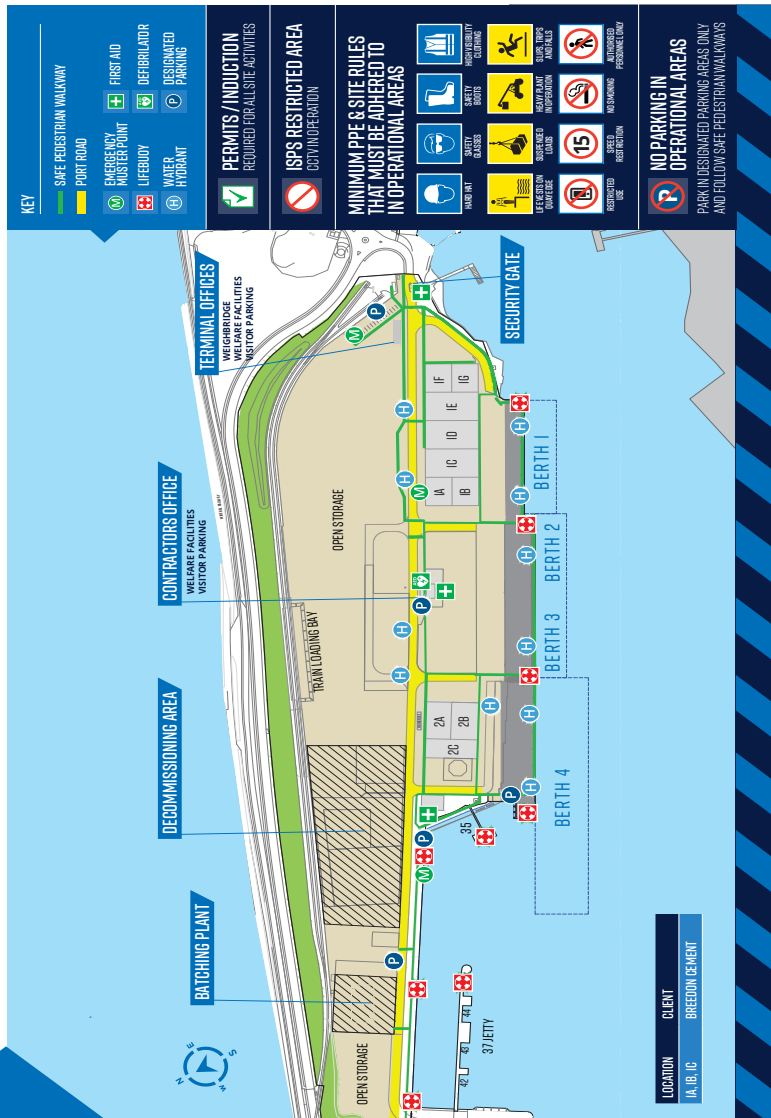 KEY
SAFE PEDESTRIAN WALKWAY
PORT ROAD
M EMERGENCY
MUSTER POINT
LIFEBUOY
H WATER
HYDRANT
FIRST AID
DEFIBRILATOR
P DESIGNATED
PARKING
PERMITS / INDUCTION
REQUIRED FOR ALL SITE ACTIVITIES
ISPS RESTRICTED AREA
CCTV IN OPERATION
MINIMUM PPE & SITE RULES
THAT MUST BE ADHERED TO
IN OPERATIONAL AREAS
HARD HAT
SAFETY
GLASSES
SAFETY
BOOTS
HIGH VISIBILITY
CLOTHING
LIFE VESTS ON
QUAY EDGE
SUSPENDED
LOADS
HEAVY PLANT
IN OPERATION
SLIPS, TRIPS
AND FALLS
RESTRICTED
USE
15
SPEED
RESTRICTION
NO SMOKING
AUTHORISED
PERSONNEL ONLY
P
NO PARKING IN
OPERATIONAL AREAS
PARK IN DESIGNATED PARKING AREAS ONLY
AND FOLLOW SAFE PEDESTRIAN WALKWAYS
BATCHING PLANT
DECOMMISSIONING AREA
CONTRACTORS OFFICE
WELFARE FACILITIES
VISITOR PARKING
TERMINAL OFFICES
WEIGHBRIDGE
WELFARE FACILITIES
VISITOR PARKING
SECURITY GATE
N
E
S
W
OPEN STORAGE
TRAIN LOADING BAY
OPEN STORAGE
P
P
P
P
P
M
M
M
H
H
H
H
H
H
H
H
H
H
H
2A
2B
2C
1A
1B
1C
1D
1E
1F
1G
35
42
43
44
37 JETTY
BERTH 4
BERTH 3
BERTH 2
BERTH 1
LOCATION CLIENT
1A, 1B, 1C BREEDON CEMENT